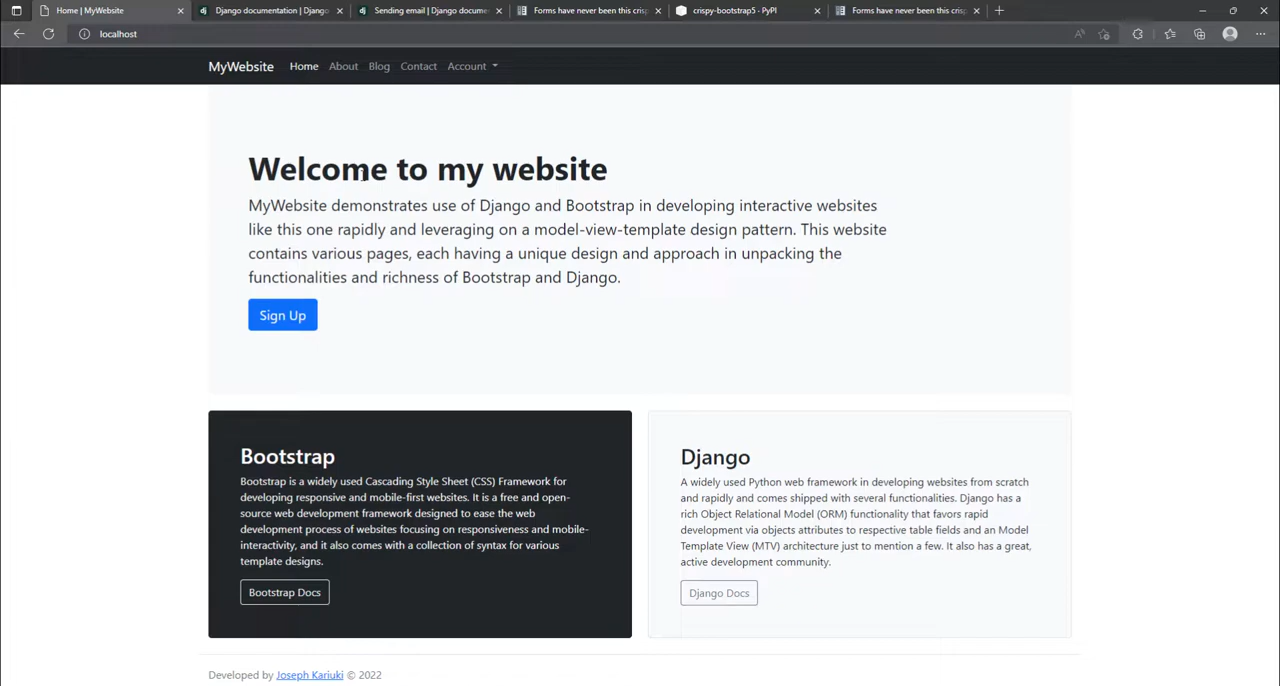 Home | MyWebsite
Django documentation | Django
Sending email | Django docume
Forms have never been this crisp
crispy-bootstrap5 · PyPI
Forms have never been this crisp
localhost
MyWebsite Home About Blog Contact Account
Welcome to my website
MyWebsite demonstrates use of Django and Bootstrap in developing interactive websites
like this one rapidly and leveraging on a model-view-template design pattern. This website
contains various pages, each having a unique design and approach in unpacking the
functionalities and richness of Bootstrap and Django.
Sign Up
Bootstrap
Bootstrap is a widely used Cascading Style Sheet (CSS) Framework for
developing responsive and mobile-first websites. It is a free and open-
source web development framework designed to ease the web
development process of websites focusing on responsiveness and mobile-
interactivity, and it also comes with a collection of syntax for various
template designs.
Bootstrap Docs
Django
A widely used Python web framework in developing websites from scratch
and rapidly and comes shipped with several functionalities. Django has a
rich Object Relational Model (ORM) functionality that favors rapid
development via objects attributes to respective table fields and an Model
Template View (MTV) architecture just to mention a few. It also has a great,
active development community.
Django Docs
Developed by Joseph Kariuki © 2022